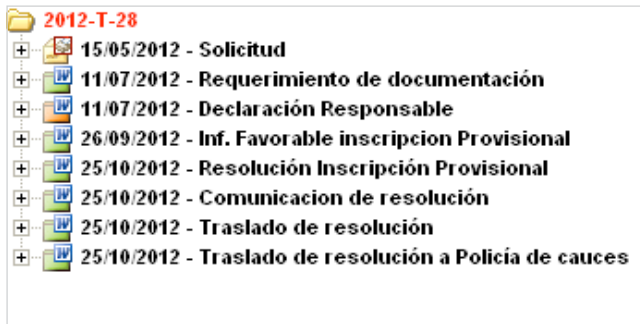 2012-T-28
15/05/2012 - Solicitud
11/07/2012 - Requerimiento de documentación
11/07/2012 - Declaración Responsable
26/09/2012 - Inf. Favorable inscripcion Provisional
25/10/2012 - Resolución Inscripción Provisional
25/10/2012 - Comunicacion de resolución
25/10/2012 - Traslado de resolución
25/10/2012 - Traslado de resolución a Policía de cauces